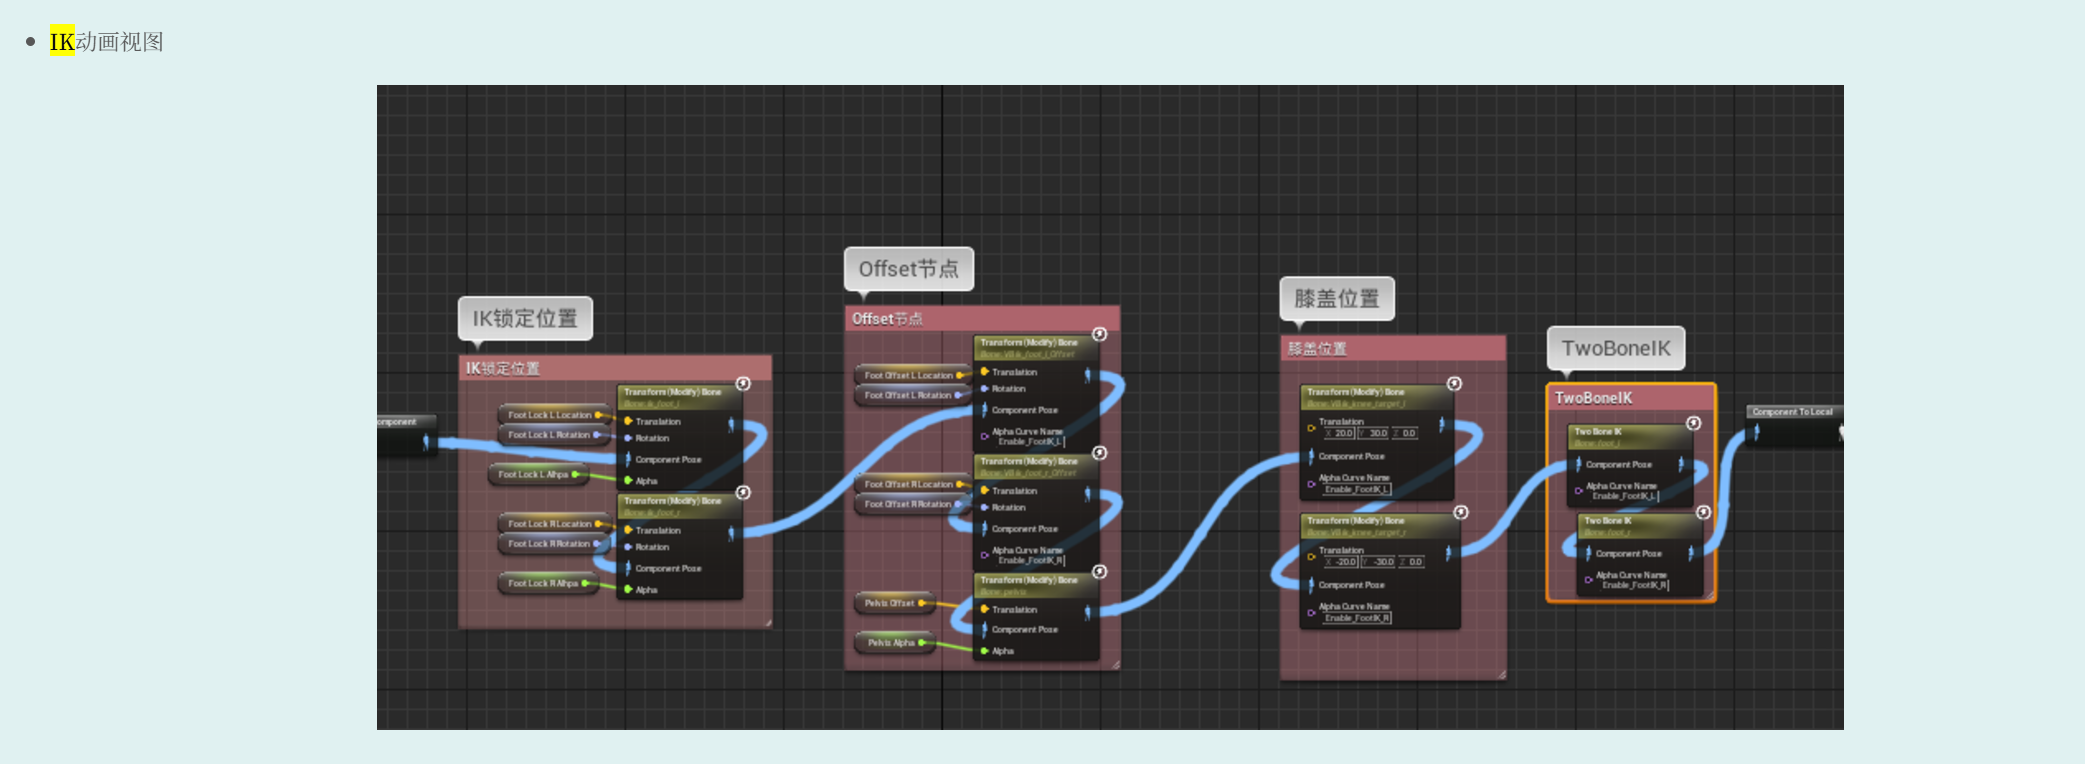 IK动画视图
IK锁定位置
IK锁定位置
Transform (Modify) Bone
Bone: ik_foot_l
Foot Lock L Location
Translation
Foot Lock L Rotation
Rotation
Component Pose
Foot Lock L Alhpa
Alpha
Transform (Modify) Bone
Bone: ik_foot_r
Foot Lock R Location
Translation
Foot Lock R Rotation
Rotation
Component Pose
Foot Lock R Alhpa
Alpha
Offset节点
Offset节点
Transform (Modify) Bone
Bone: VB ik_foot_l_Offset
Foot Offset L Location
Translation
Foot Offset L Rotation
Rotation
Component Pose
Alpha Curve Name
Enable_FootIK_L
Transform (Modify) Bone
Bone: VB ik_foot_r_Offset
Foot Offset R Location
Translation
Foot Offset R Rotation
Rotation
Component Pose
Alpha Curve Name
Enable_FootIK_R
Transform (Modify) Bone
Bone: pelvis
Pelvis Offset
Translation
Component Pose
Pelvis Alpha
Alpha
膝盖位置
膝盖位置
Transform (Modify) Bone
Bone: VB ik_knee_target_l
Translation
X 20.0 Y 30.0 Z 0.0
Component Pose
Alpha Curve Name
Enable_FootIK_L
Transform (Modify) Bone
Bone: VB ik_knee_target_r
Translation
X -20.0 Y -30.0 Z 0.0
Component Pose
Alpha Curve Name
Enable_FootIK_R
TwoBoneIK
TwoBoneIK
Two Bone IK
Bone: foot_l
Component Pose
Alpha Curve Name
Enable_FootIK_L
Two Bone IK
Bone: foot_r
Component Pose
Alpha Curve Name
Enable_FootIK_R
Component To Local